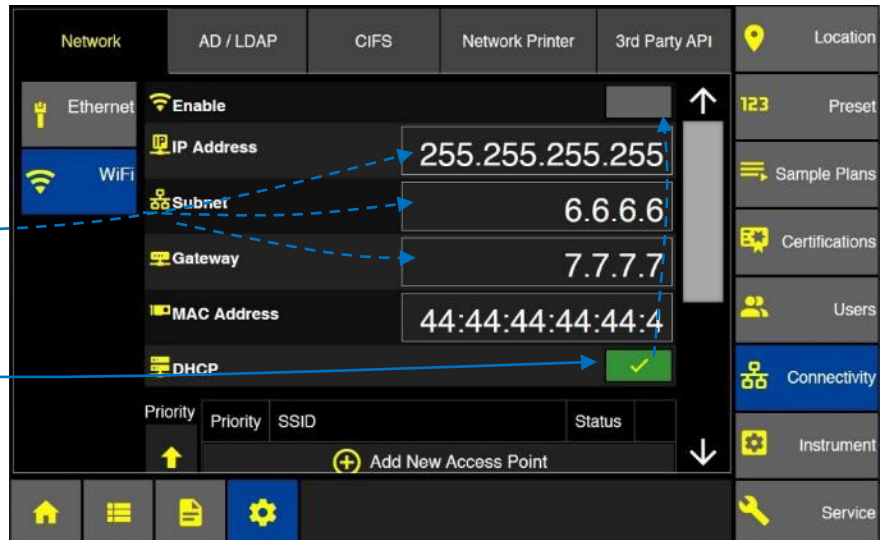 Network
AD / LDAP
CIFS
Network Printer
3rd Party API
Location
Ethernet
Enable
123
Preset
IP
IP Address
255.255.255.255
WiFi
Sample Plans
Subnet
6.6.6.6
Certifications
Gateway
7.7.7.7
MAC Address
44:44:44:44:44:4
Users
DHCP
Connectivity
Priority
Priority SSID Status
Add New Access Point
Instrument
Service